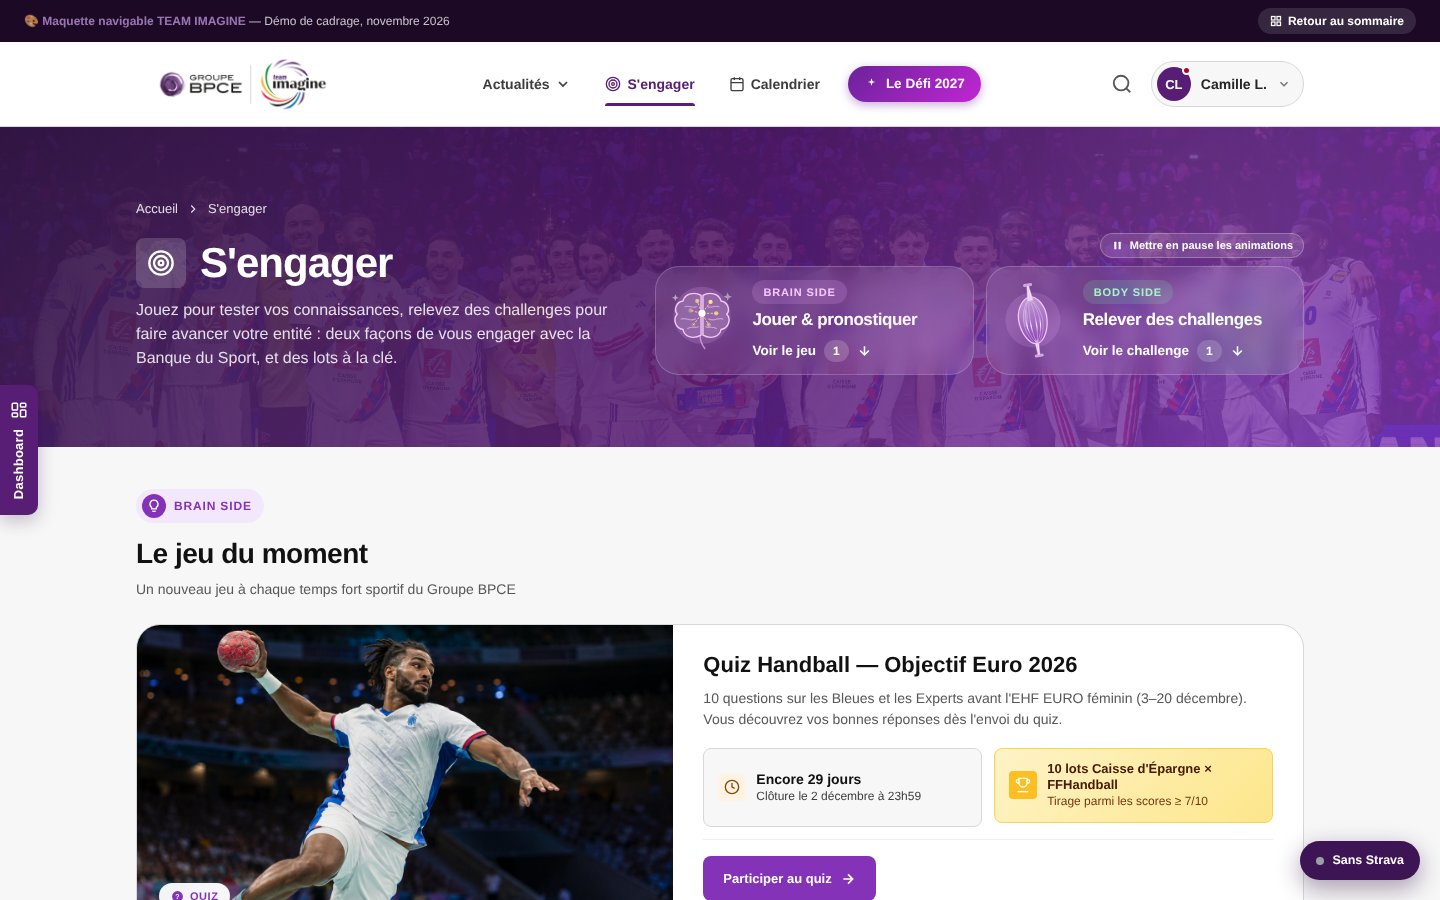 🎨 Maquette navigable TEAM IMAGINE — Démo de cadrage, novembre 2026
Retour au sommaire
GROUPE
BPCE
team
imagine
Actualités
S'engager
Calendrier
Le Défi 2027
CL
Camille L.
Accueil
S'engager
Mettre en pause les animations
S'engager
Jouez pour tester vos connaissances, relevez des challenges pour
faire avancer votre entité : deux façons de vous engager avec la
Banque du Sport, et des lots à la clé.
BRAIN SIDE
Jouer & pronostiquer
Voir le jeu 1
BODY SIDE
Relever des challenges
Voir le challenge 1
Dashboard
BRAIN SIDE
Le jeu du moment
Un nouveau jeu à chaque temps fort sportif du Groupe BPCE
QUIZ
Quiz Handball — Objectif Euro 2026
10 questions sur les Bleues et les Experts avant l'EHF EURO féminin (3–20 décembre).
Vous découvrez vos bonnes réponses dès l'envoi du quiz.
Encore 29 jours
Clôture le 2 décembre à 23h59
10 lots Caisse d'Épargne ×
FFHandball
Tirage parmi les scores ≥ 7/10
Participer au quiz
Sans Strava